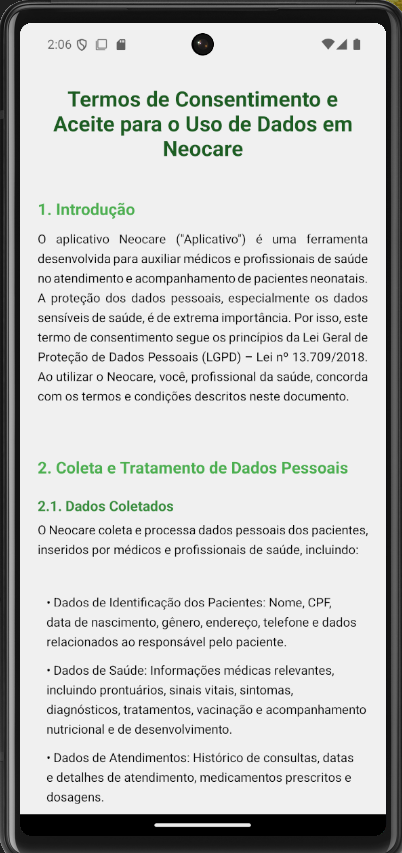 2:06
Termos de Consentimento e
Aceite para o Uso de Dados em
Neocare
1. Introdução
O aplicativo Neocare ("Aplicativo") é uma ferramenta
desenvolvida para auxiliar médicos e profissionais de saúde
no atendimento e acompanhamento de pacientes neonatais.
A proteção dos dados pessoais, especialmente os dados
sensíveis de saúde, é de extrema importância. Por isso, este
termo de consentimento segue os princípios da Lei Geral de
Proteção de Dados Pessoais (LGPD) – Lei nº 13.709/2018.
Ao utilizar o Neocare, você, profissional da saúde, concorda
com os termos e condições descritos neste documento.
2. Coleta e Tratamento de Dados Pessoais
2.1. Dados Coletados
O Neocare coleta e processa dados pessoais dos pacientes,
inseridos por médicos e profissionais de saúde, incluindo:
• Dados de Identificação dos Pacientes: Nome, CPF,
data de nascimento, gênero, endereço, telefone e dados
relacionados ao responsável pelo paciente.
• Dados de Saúde: Informações médicas relevantes,
incluindo prontuários, sinais vitais, sintomas,
diagnósticos, tratamentos, vacinação e acompanhamento
nutricional e de desenvolvimento.
• Dados de Atendimentos: Histórico de consultas, datas
e detalhes de atendimento, medicamentos prescritos e
dosagens.